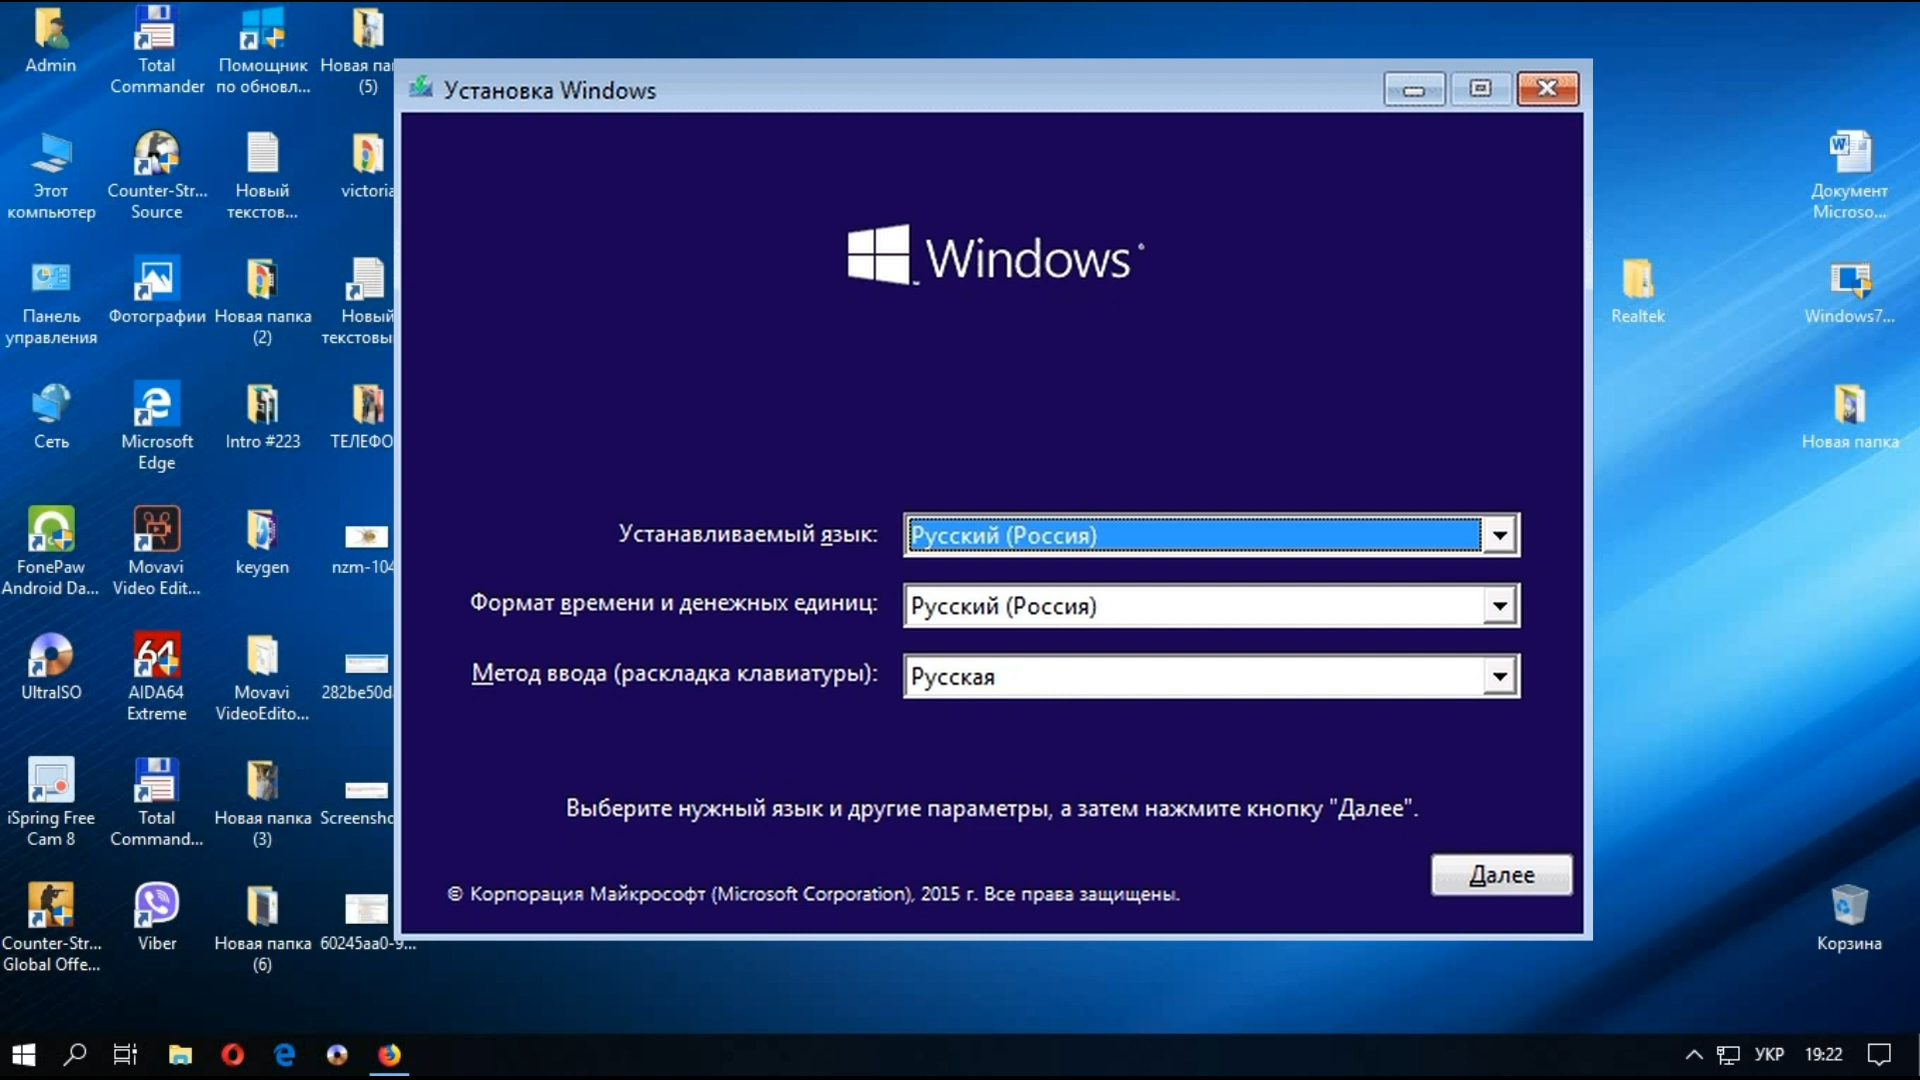 Admin
Total
Commander
Помощник
по обновл...
Новая пап
(5)
Этот
компьютер
Counter-Str...
Source
Новый
текстов...
victoria
Панель
управления
Фотографии
Новая папка
(2)
Новый
текстовы
Сеть
Microsoft
Edge
Intro #223
ТЕЛЕФО
FonePaw
Android Da...
Movavi
Video Edit...
keygen
nzm-104
UltraISO
64
AIDA64
Extreme
Movavi
VideoEdito...
282be50d
iSpring Free
Cam 8
Total
Command...
Новая папка
(3)
Screensho
Counter-Str...
Global Offe...
Viber
Новая папка
(6)
60245aa0-9...
Установка Windows
Windows
Устанавливаемый язык:
Русский (Россия)
Формат времени и денежных единиц:
Русский (Россия)
Метод ввода (раскладка клавиатуры):
Русская
Выберите нужный язык и другие параметры, а затем нажмите кнопку "Далее".
Далее
© Корпорация Майкрософт (Microsoft Corporation), 2015 г. Все права защищены.
Документ
Microso...
Realtek
Windows7...
Новая папка
Корзина
УКР
19:22